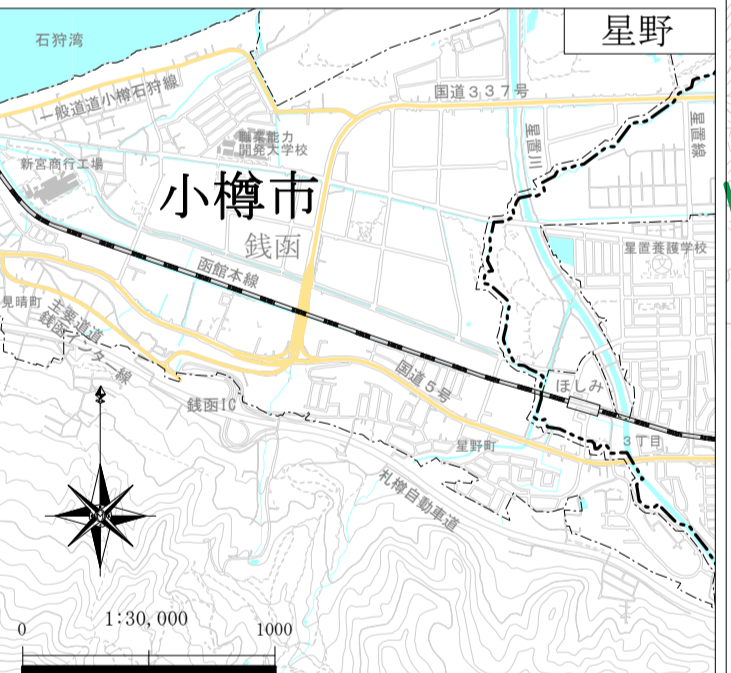 星野
石狩湾
一般道道小樽石狩線
国道337号
職業能力
開発大学校
星置川
星置線
新宮商行工場
小樽市
銭函
星置養護学校
函館本線
見晴町
主要道道
銭函インター線
国道5号
ほしみ
銭函IC
星野町
3丁目
札樽自動車道
1:30,000
0
1000